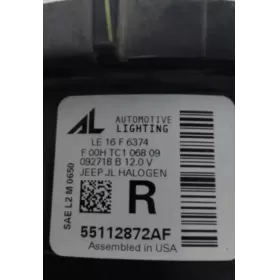 AL AUTOMOTIVE
LIGHTING
LE 16 F 6374
F 00H TC1 068 09
092718 B 12.0 V
JEEP JL HALOGEN
SAE L2 M 0650
R
55112872AF
Assembled in USA